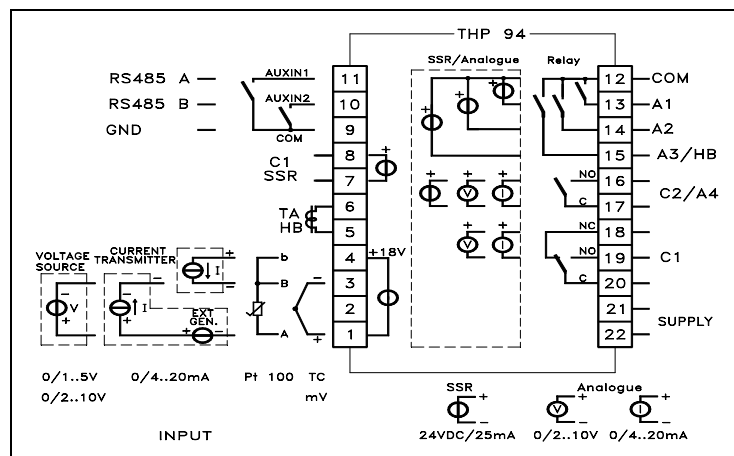 THP 94
SSR/Analogue Relay
RS485 A AUXIN1 11 12 COM
RS485 B AUXIN2 10 13 A1
GND COM 9 14 A2
C1 SSR + 8 15 A3/HB
- 7 16 NO
C2/A4
TA HB 6 17 C
5 18 NC
+18V 4 19 NO C1
3 20 C
2 21
1 22
SUPPLY
VOLTAGE SOURCE
CURRENT TRANSMITTER
EXT GEN.
b
B
A
V
I
0/1..5V 0/4..20mA Pt 100 TC
0/2..10V mV
INPUT
SSR Analogue
24VDC/25mA 0/2..10V 0/4..20mA